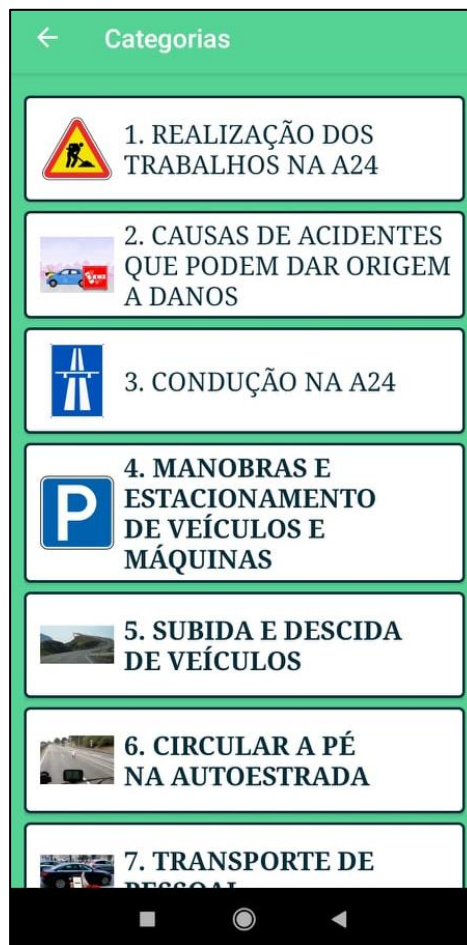 Categorias
1. REALIZAÇÃO DOS
TRABALHOS NA A24
2. CAUSAS DE ACIDENTES
QUE PODEM DAR ORIGEM
A DANOS
3. CONDUÇÃO NA A24
P
4. MANOBRAS E
ESTACIONAMENTO
DE VEÍCULOS E
MÁQUINAS
5. SUBIDA E DESCIDA
DE VEÍCULOS
6. CIRCULAR A PÉ
NA AUTOESTRADA
7. TRANSPORTE DE
PESSOAL